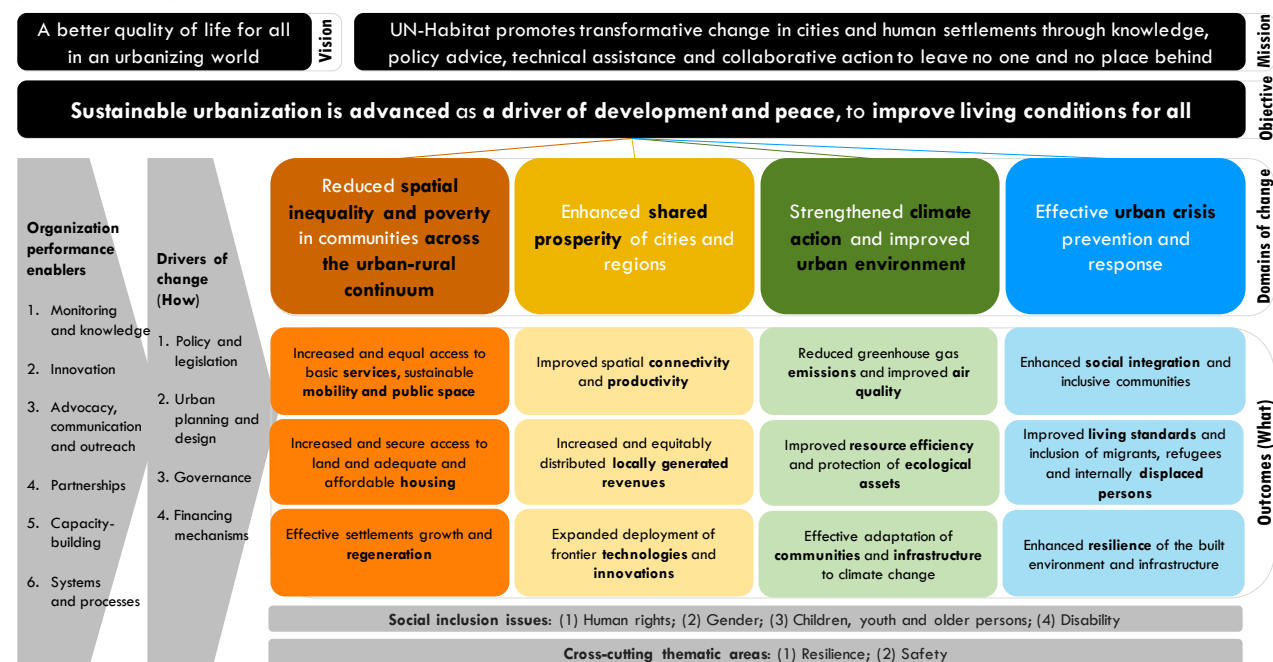 A better quality of life for all
in an urbanizing world
Vision
UN-Habitat promotes transformative change in cities and human settlements through knowledge,
policy advice, technical assistance and collaborative action to leave no one and no place behind
Mission
Sustainable urbanization is advanced as a driver of development and peace, to improve living conditions for all
Objective
Organization
performance
enablers
1. Monitoring
and knowledge
2. Innovation
3. Advocacy,
communication
and outreach
4. Partnerships
5. Capacity-
building
6. Systems
and processes
Drivers of
change
(How)
1. Policy and
legislation
2. Urban
planning and
design
3. Governance
4. Financing
mechanisms
Reduced spatial
inequality and poverty
in communities across
the urban-rural
continuum
Enhanced shared
prosperity of cities and
regions
Strengthened climate
action and improved
urban environment
Effective urban crisis
prevention and
response
Domains of change
Increased and equal access to
basic services, sustainable
mobility and public space
Improved spatial connectivity
and productivity
Reduced greenhouse gas
emissions and improved air
quality
Enhanced social integration and
inclusive communities
Increased and secure access to
land and adequate and
affordable housing
Increased and equitably
distributed locally generated
revenues
Improved resource efficiency
and protection of ecological
assets
Improved living standards and
inclusion of migrants, refugees
and internally displaced
persons
Effective settlements growth and
regeneration
Expanded deployment of
frontier technologies and
innovations
Effective adaptation of
communities and infrastructure
to climate change
Enhanced resilience of the built
environment and infrastructure
Outcomes (What)
Social inclusion issues: (1) Human rights; (2) Gender; (3) Children, youth and older persons; (4) Disability
Cross-cutting thematic areas: (1) Resilience; (2) Safety